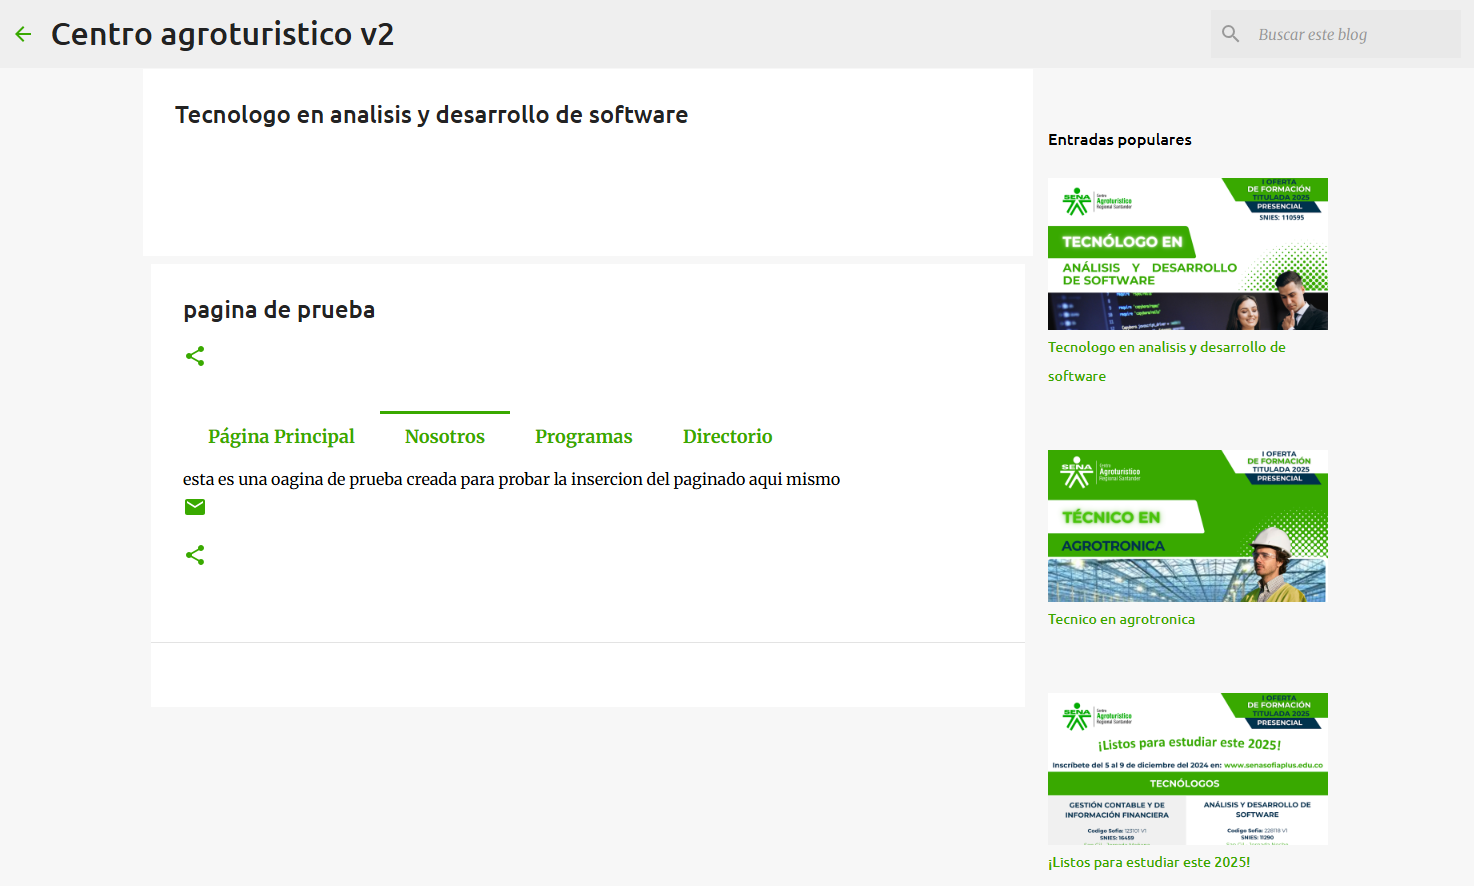 Centro agroturistico v2
Buscar este blog
Tecnologo en analisis y desarrollo de software
pagina de prueba
Página Principal Nosotros Programas Directorio
esta es una oagina de prueba creada para probar la insercion del paginado aqui mismo
Entradas populares
SENA
Centro
Agroturístico
Regional Santander
I OFERTA
DE FORMACIÓN
TITULADA 2025
PRESENCIAL
SNIES: 110595
TECNÓLOGO EN
ANÁLISIS Y DESARROLLO
DE SOFTWARE
Tecnologo en analisis y desarrollo de
software
SENA
Centro
Agroturístico
Regional Santander
I OFERTA
DE FORMACIÓN
TITULADA 2025
PRESENCIAL
TÉCNICO EN
AGROTRONICA
Tecnico en agrotronica
SENA
Centro
Agroturístico
Regional Santander
I OFERTA
DE FORMACIÓN
TITULADA 2025
PRESENCIAL
¡Listos para estudiar este 2025!
Inscríbete del 5 al 9 de diciembre del 2024 en: www.senasofiaplus.edu.co
TECNÓLOGOS
GESTIÓN CONTABLE Y DE
INFORMACIÓN FINANCIERA
Codigo Sofia: 123101 V1
SNIES: 16459
ANÁLISIS Y DESARROLLO DE
SOFTWARE
Codigo Sofia: 228118 V1
SNIES: 11290
¡Listos para estudiar este 2025!